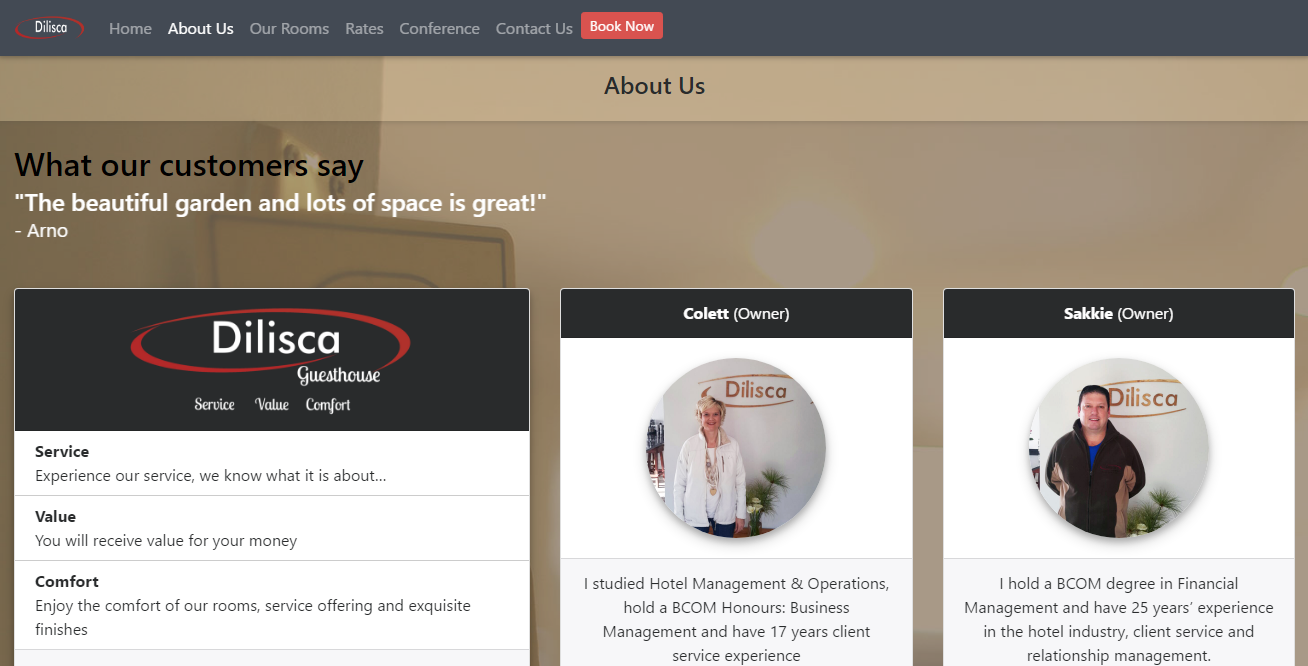 Dilisca
Home About Us Our Rooms Rates Conference Contact Us Book Now
About Us
What our customers say
"The beautiful garden and lots of space is great!"
- Arno
Dilisca
Guesthouse
Service Value Comfort
Service
Experience our service, we know what it is about...
Value
You will receive value for your money
Comfort
Enjoy the comfort of our rooms, service offering and exquisite
finishes
Colett (Owner)
Dilisca
I studied Hotel Management & Operations,
hold a BCOM Honours: Business
Management and have 17 years client
service experience
Sakkie (Owner)
Dilisca
I hold a BCOM degree in Financial
Management and have 25 years’ experience
in the hotel industry, client service and
relationship management.